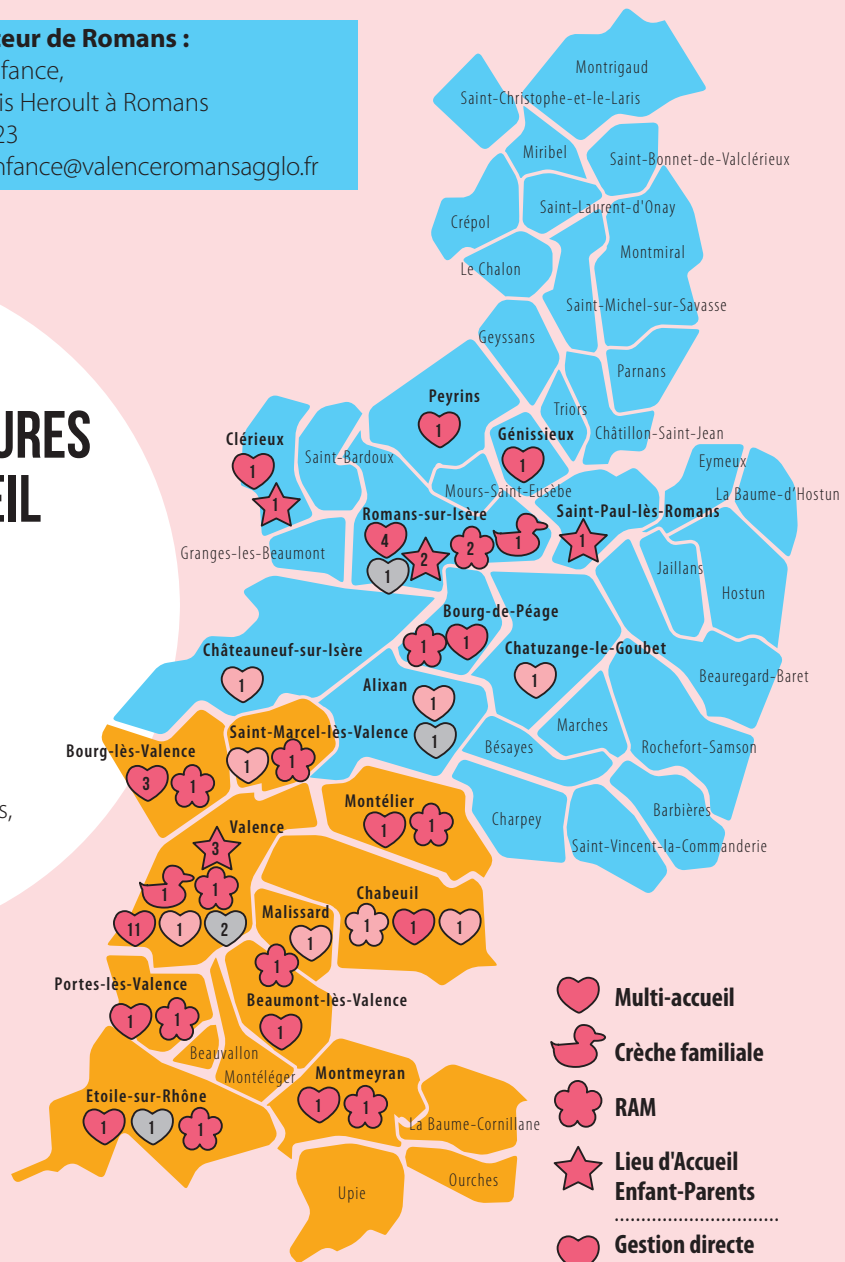 teur de Romans :
nfance,
is Heroult à Romans
23
nfance@valenceromansagglo.fr
URES
EIL
s,
Montrigaud
Saint-Christophe-et-le-Laris
Miribel
Saint-Bonnet-de-Valclérieux
Saint-Laurent-d'Onay
Crépol
Montmiral
Le Chalon
Saint-Michel-sur-Savasse
Geyssans
Parnans
Peyrins
1
Triors
Clérieux
1
1
Saint-Bardoux
Génissieux
1
Châtillon-Saint-Jean
Eymeux
La Baume-d'Hostun
Mours-Saint-Eusèbe
Romans-sur-Isère
4
2
2
1
1
Saint-Paul-lès-Romans
1
Granges-les-Beaumont
Jaillans
Hostun
Bourg-de-Péage
1
1
Châteauneuf-sur-Isère
1
Chatuzange-le-Goubet
1
Beauregard-Baret
Alixan
1
1
Marches
Bésayes
Rochefort-Samson
Bourg-lès-Valence
3
1
Saint-Marcel-lès-Valence
1
1
Montélier
1
1
Charpey
Barbières
Saint-Vincent-la-Commanderie
Valence
3
1
1
11
1
2
Chabeuil
1
1
1
Malissard
1
1
Portes-lès-Valence
1
1
Beaumont-lès-Valence
1
Beauvallon
Montéléger
Montmeyran
1
1
Etoile-sur-Rhône
1
1
1
La Baume-Cornillane
Ourches
Upie
Multi-accueil
Crèche familiale
RAM
Lieu d'Accueil
Enfant-Parents
Gestion directe